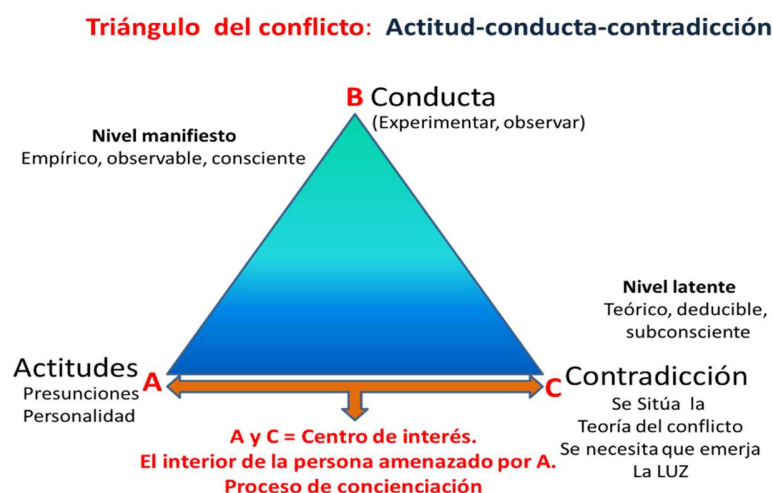 Triángulo del conflicto: Actitud-conducta-contradicción
B Conducta
(Experimentar, observar)
Nivel manifiesto
Empírico, observable, consciente
Nivel latente
Teórico, deducible,
subconsciente
Actitudes A
Presunciones
Personalidad
C Contradicción
Se Sitúa la
Teoría del conflicto
Se necesita que emerja
La LUZ
A y C = Centro de interés.
El interior de la persona amenazado por A.
Proceso de concienciación